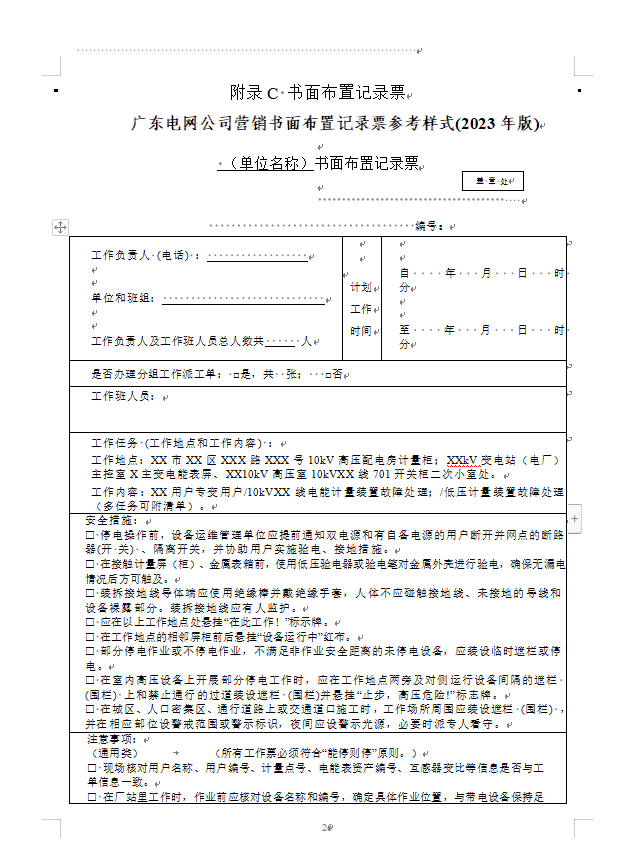 附录 C 书面布置记录票
广东电网公司营销书面布置记录票参考样式(2023 年版)
（单位名称）书面布置记录票
盖 章 处
编号：
工作负责人 (电话) ：
单位和班组：
工作负责人及工作班人员总人数共 人
计划
工作
时间
自 年 月 日 时
分
至 年 月 日 时
分
是否办理分组工作派工单： □是，共 张； □否
工作班人员：
工作任务 (工作地点和工作内容) ：
工作地点：XX 市 XX 区 XXX 路 XXX 号 10kV 高压配电房计量柜；XXkV 变电站（电厂）
主控室 X 主变电能表屏、XX10kV 高压室 10kVXX 线 701 开关柜二次小室处。
工作内容：XX 用户专变用户/10kVXX 线电能计量装置故障处理；/低压计量装置故障处理
（多任务可附清单）。
安全措施：
□ 停电操作前，设备运维管理单位应提前通知双电源和有自备电源的用户断开并网点的断路
器(开 关) 、隔离开关，并协助用户实施验电、接地措施。
□ 在接触计量屏（柜）、金属表箱前，使用低压验电器或验电笔对金属外壳进行验电，确保无漏电
情况后方可触及。
□ 装拆接地线导体端应使用绝缘棒并戴绝缘手套，人体不应碰触接地线、未接地的导线和
设备裸露部分。装拆接地线应有人监护。
□ 应在以上工作地点处悬挂“在此工作！”标示牌。
□ 在工作地点的相邻屏柜前后悬挂“设备运行中”红布。
□ 部分停电作业或不停电作业，不满足非作业安全距离的未停电设备，应装设临时遮栏或停
电。
□ 在室内高压设备上开展部分停电工作时，应在工作地点两旁及对侧运行设备间隔的遮栏
(围栏) 上和禁止通行的过道装设遮栏 (围栏)并悬挂“止步，高压危险!”标志牌。
□ 在城区、人口密集区、通行道路上或交通道口施工时，工作场所周围应装设遮栏 (围栏) ，
并在相应部位设警戒范围或警示标识，夜间应设警示光源，必要时派专人看守。
注意事项：
（通用类） （所有工作票必须符合“能停则停”原则。）
□ 现场核对用户名称、用户编号、计量点号、电能表资产编号、互感器变比等信息是否与工
单信息一致。
□ 在厂站里工作时，作业前应核对设备名称和编号，确定具体作业位置，与带电设备保持足